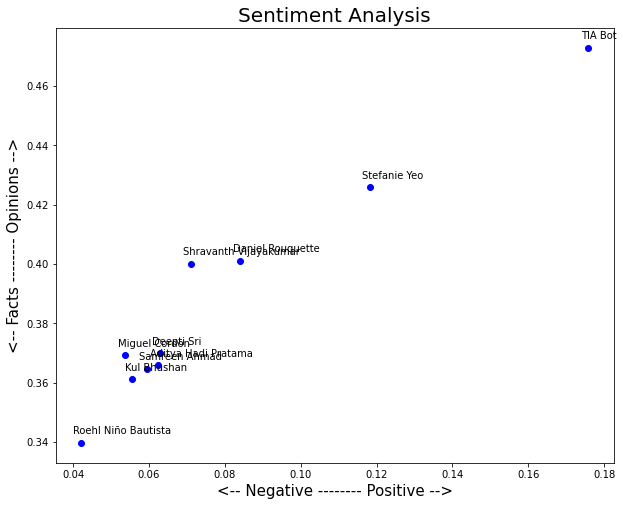 Sentiment Analysis
TIA Bot
Stefanie Yeo
Daniel Rouquette
Shravanth Vijayakumar
Deepti Sri
Miguel Cordon
Aditya Hadi Pratama
Samreen Ahmad
Kul Bhushan
Roehl Niño Bautista
<-- Facts -------- Opinions -->
0.46
0.44
0.42
0.40
0.38
0.36
0.34
0.04 0.06 0.08 0.10 0.12 0.14 0.16 0.18
<-- Negative -------- Positive -->